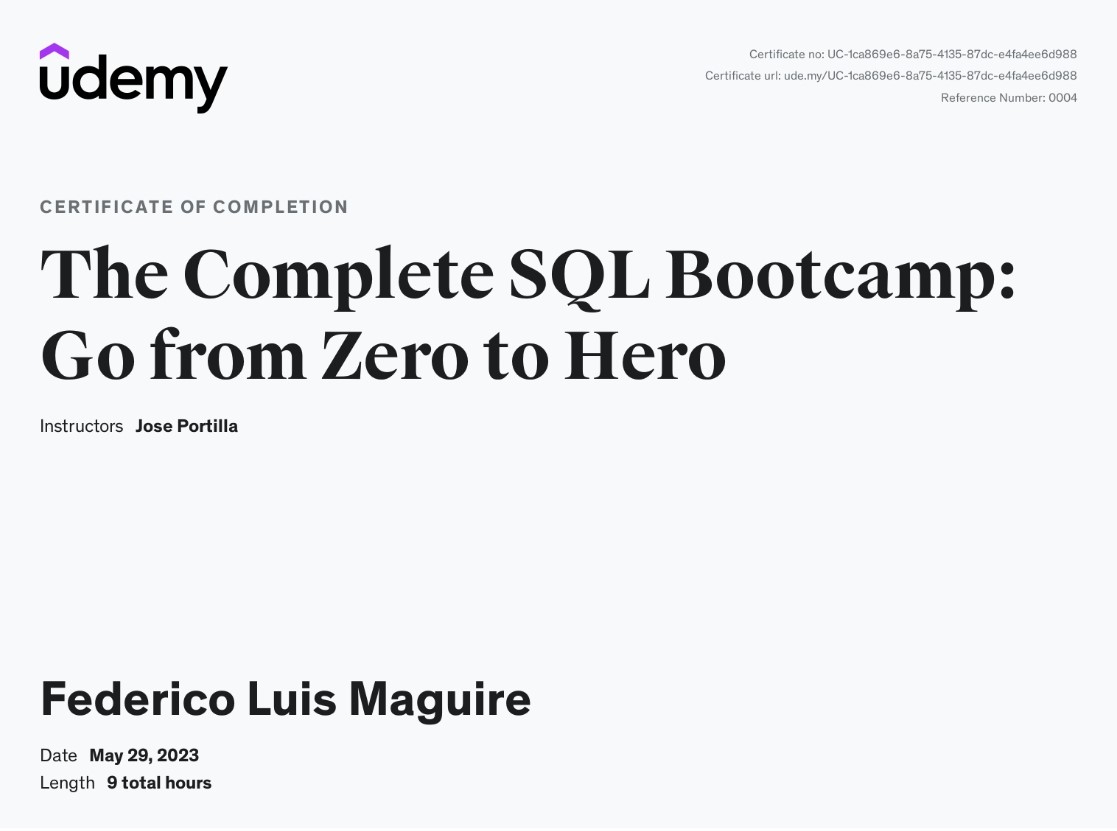 udemy
Certificate no: UC-1ca869e6-8a75-4135-87dc-e4fa4ee6d988
Certificate url: ude.my/UC-1ca869e6-8a75-4135-87dc-e4fa4ee6d988
Reference Number: 0004
CERTIFICATE OF COMPLETION
The Complete SQL Bootcamp:
Go from Zero to Hero
Instructors Jose Portilla
Federico Luis Maguire
Date May 29, 2023
Length 9 total hours